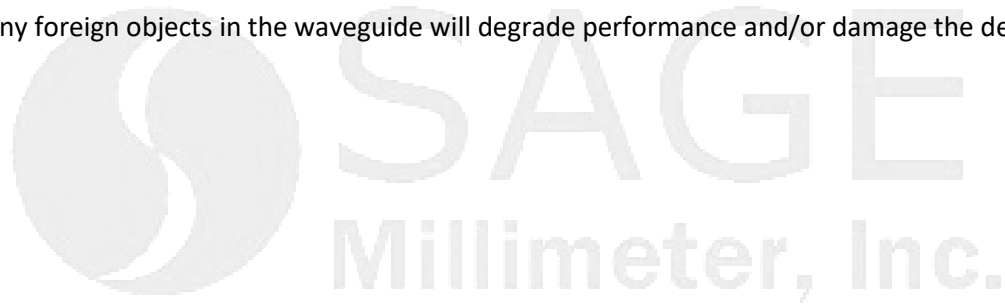 ny foreign objects in the waveguide will degrade performance and/or damage the de
SAGE
Millimeter, Inc.